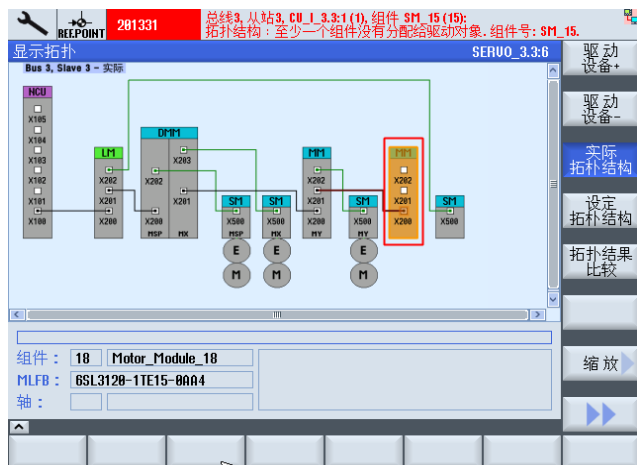 REF.POINT
201331
总线3, 从站3, CU_I_3.3:1 (1), 组件 SM_15 (15):
拓扑结构：至少一个组件没有分配给驱动对象. 组件号: SM_15.
显示拓扑
SERVO_3.3:6
驱动设备+
Bus 3, Slave 3 - 实际
NCU
X105
X104
X103
X102
X101
X100
LM
X202
X201
X200
DMM
X203
X202
X201
X200
MSP MX
SM
X500
MSP
E
M
SM
X500
MX
E
M
MM
X202
X201
X200
MY
SM
X500
MY
E
M
MM
X202
X201
X200
SM
X500
驱动设备-
实际拓扑结构
设定拓扑结构
拓扑结果比较
组件：
18
Motor_Module_18
MLFB：
6SL3120-1TE15-0AA4
轴：
缩放